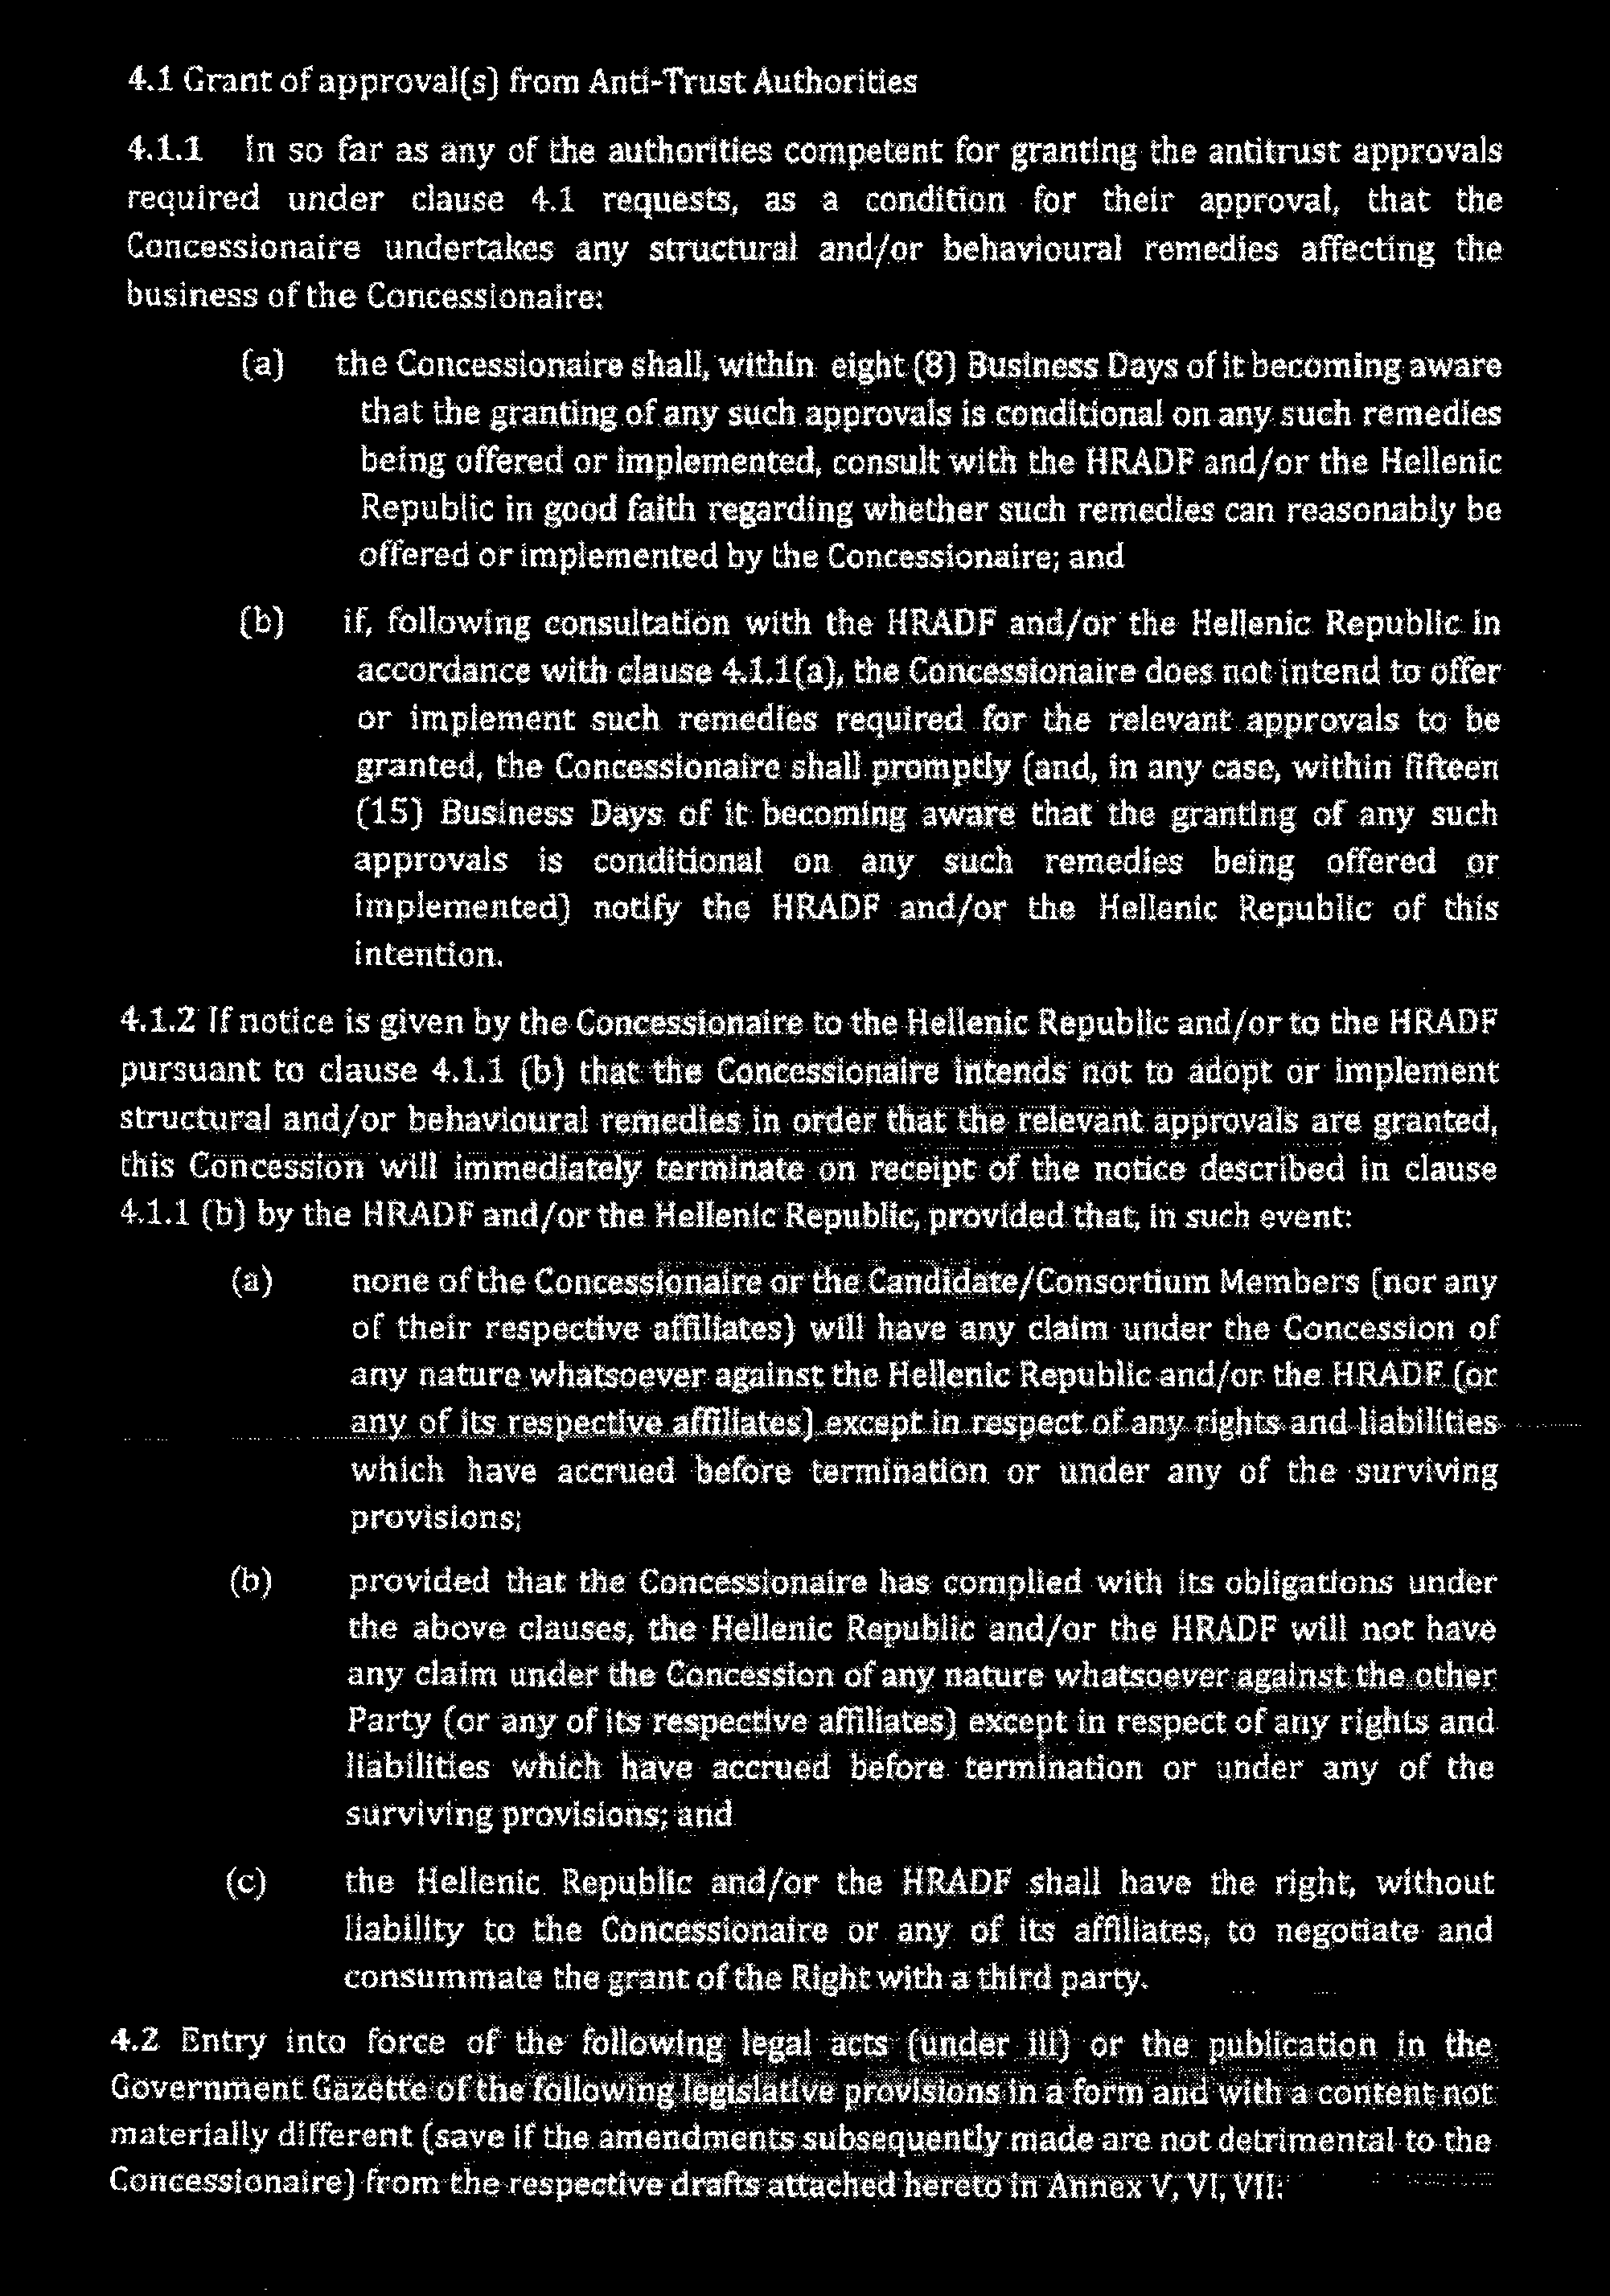 4.1 Grant of approval(s) from Anti-Trust Authorities
4.1.1 In so far as any of the authorities competent for granting the antitrust approvals
required under clause 4.1 requests, as a condition for their approval, that the
Concessionaire undertakes any structural and/or behavioural remedies affecting the
business of the Concessionaire:
(a) the Concessionaire shall, within eight (8) Business Days of it becoming aware
that the granting of any such approvals is conditional on any such remedies
being offered or implemented, consult with the HRADF and/or the Hellenic
Republic in good faith regarding whether such remedies can reasonably be
offered or implemented by the Concessionaire; and
(b) if, following consultation with the HRADF and/or the Hellenic Republic in
accordance with clause 4.1.1(a), the Concessionaire does not intend to offer
or implement such remedies required for the relevant approvals to be
granted, the Concessionaire shall promptly (and, in any case, within fifteen
(15) Business Days of it becoming aware that the granting of any such
approvals is conditional on any such remedies being offered or
implemented) notify the HRADF and/or the Hellenic Republic of this
intention.
4.1.2 If notice is given by the Concessionaire to the Hellenic Republic and/or to the HRADF
pursuant to clause 4.1.1 (b) that the Concessionaire intends not to adopt or implement
structural and/or behavioural remedies in order that the relevant approvals are granted,
this Concession will immediately terminate on receipt of the notice described in clause
4.1.1 (b) by the HRADF and/or the Hellenic Republic, provided that, in such event:
(a) none of the Concessionaire or the Candidate/Consortium Members (nor any
of their respective affiliates) will have any claim under the Concession of
any nature whatsoever against the Hellenic Republic and/or the HRADF (or
any of its respective affiliates) except in respect of any rights and liabilities
which have accrued before termination or under any of the surviving
provisions;
(b) provided that the Concessionaire has complied with its obligations under
the above clauses, the Hellenic Republic and/or the HRADF will not have
any claim under the Concession of any nature whatsoever against the other
Party (or any of its respective affiliates) except in respect of any rights and
liabilities which have accrued before termination or under any of the
surviving provisions; and
(c) the Hellenic Republic and/or the HRADF shall have the right, without
liability to the Concessionaire or any of its affiliates, to negotiate and
consummate the grant of the Right with a third party.
4.2 Entry into force of the following legal acts (under iii) or the publication in the
Government Gazette of the following legislative provisions in a form and with a content not
materially different (save if the amendments subsequently made are not detrimental to the
Concessionaire) from the respective drafts attached hereto in Annex V, VI, VII: